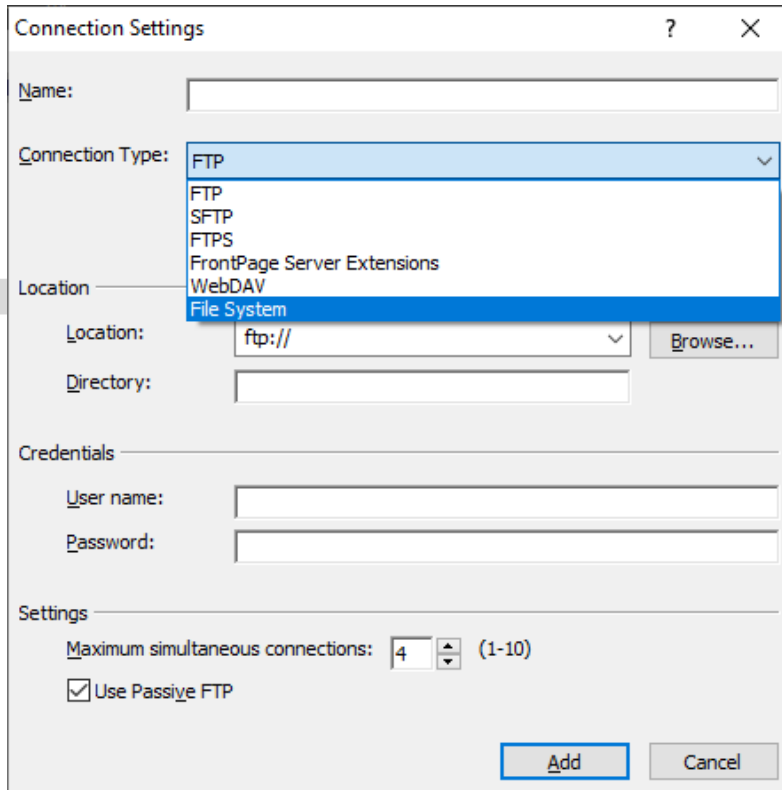 Connection Settings ?
Name:
Connection Type: FTP
FTP
SFTP
FTPS
FrontPage Server Extensions
WebDAV
File System
Location
Location: ftp:// Browse...
Directory:
Credentials
User name:
Password:
Settings
Maximum simultaneous connections: 4 (1-10)
Use Passive FTP
Add Cancel